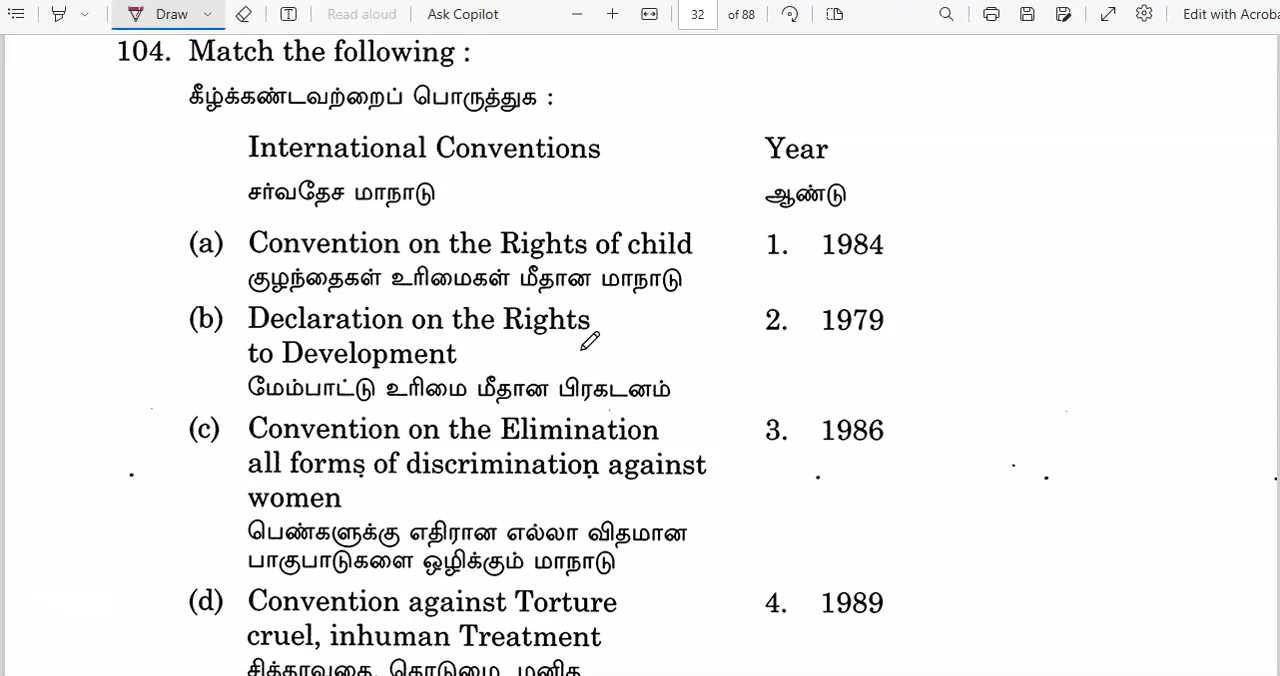 Draw
Read aloud
Ask Copilot
32 of 88
Edit with Acroba
104. Match the following :
கீழ்க்கண்டவற்றைப் பொருத்துக :
International Conventions Year
சர்வதேச மாநாடு ஆண்டு
(a) Convention on the Rights of child 1. 1984
குழந்தைகள் உரிமைகள் மீதான மாநாடு
(b) Declaration on the Rights 2. 1979
to Development
மேம்பாட்டு உரிமை மீதான பிரகடனம்
(c) Convention on the Elimination 3. 1986
all forms of discrimination against
women
பெண்களுக்கு எதிரான எல்லா விதமான
பாகுபாடுகளை ஒழிக்கும் மாநாடு
(d) Convention against Torture 4. 1989
cruel, inhuman Treatment